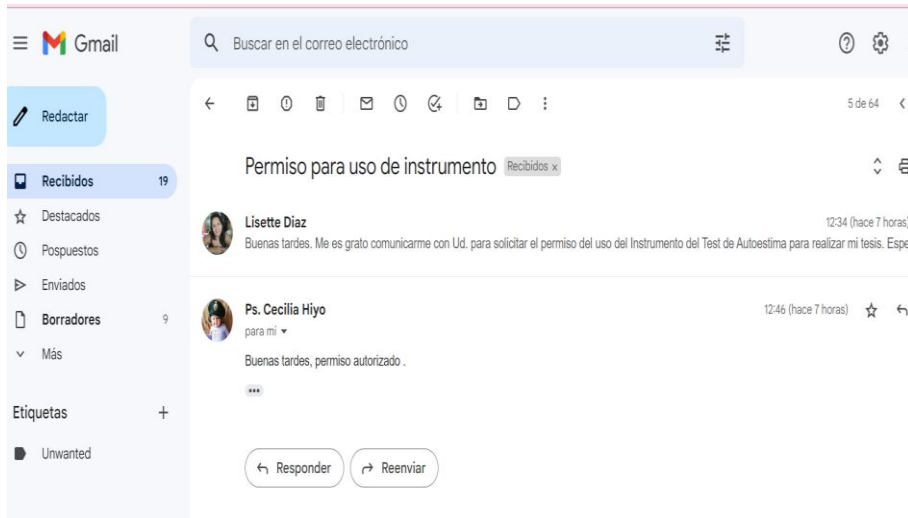 Gmail
Buscar en el correo electrónico
Redactar
5 de 64
Permiso para uso de instrumento Recibidos x
Recibidos 19
Destacados
Pospuestos
Enviados
Borradores 9
Más
Etiquetas +
Unwanted
Lisette Diaz 12:34 (hace 7 horas)
Buenas tardes. Me es grato comunicarme con Ud. para solicitar el permiso del uso del Instrumento del Test de Autoestima para realizar mi tesis. Espe
Ps. Cecilia Hiyo 12:46 (hace 7 horas)
para mí
Buenas tardes, permiso autorizado .
Responder
Reenviar